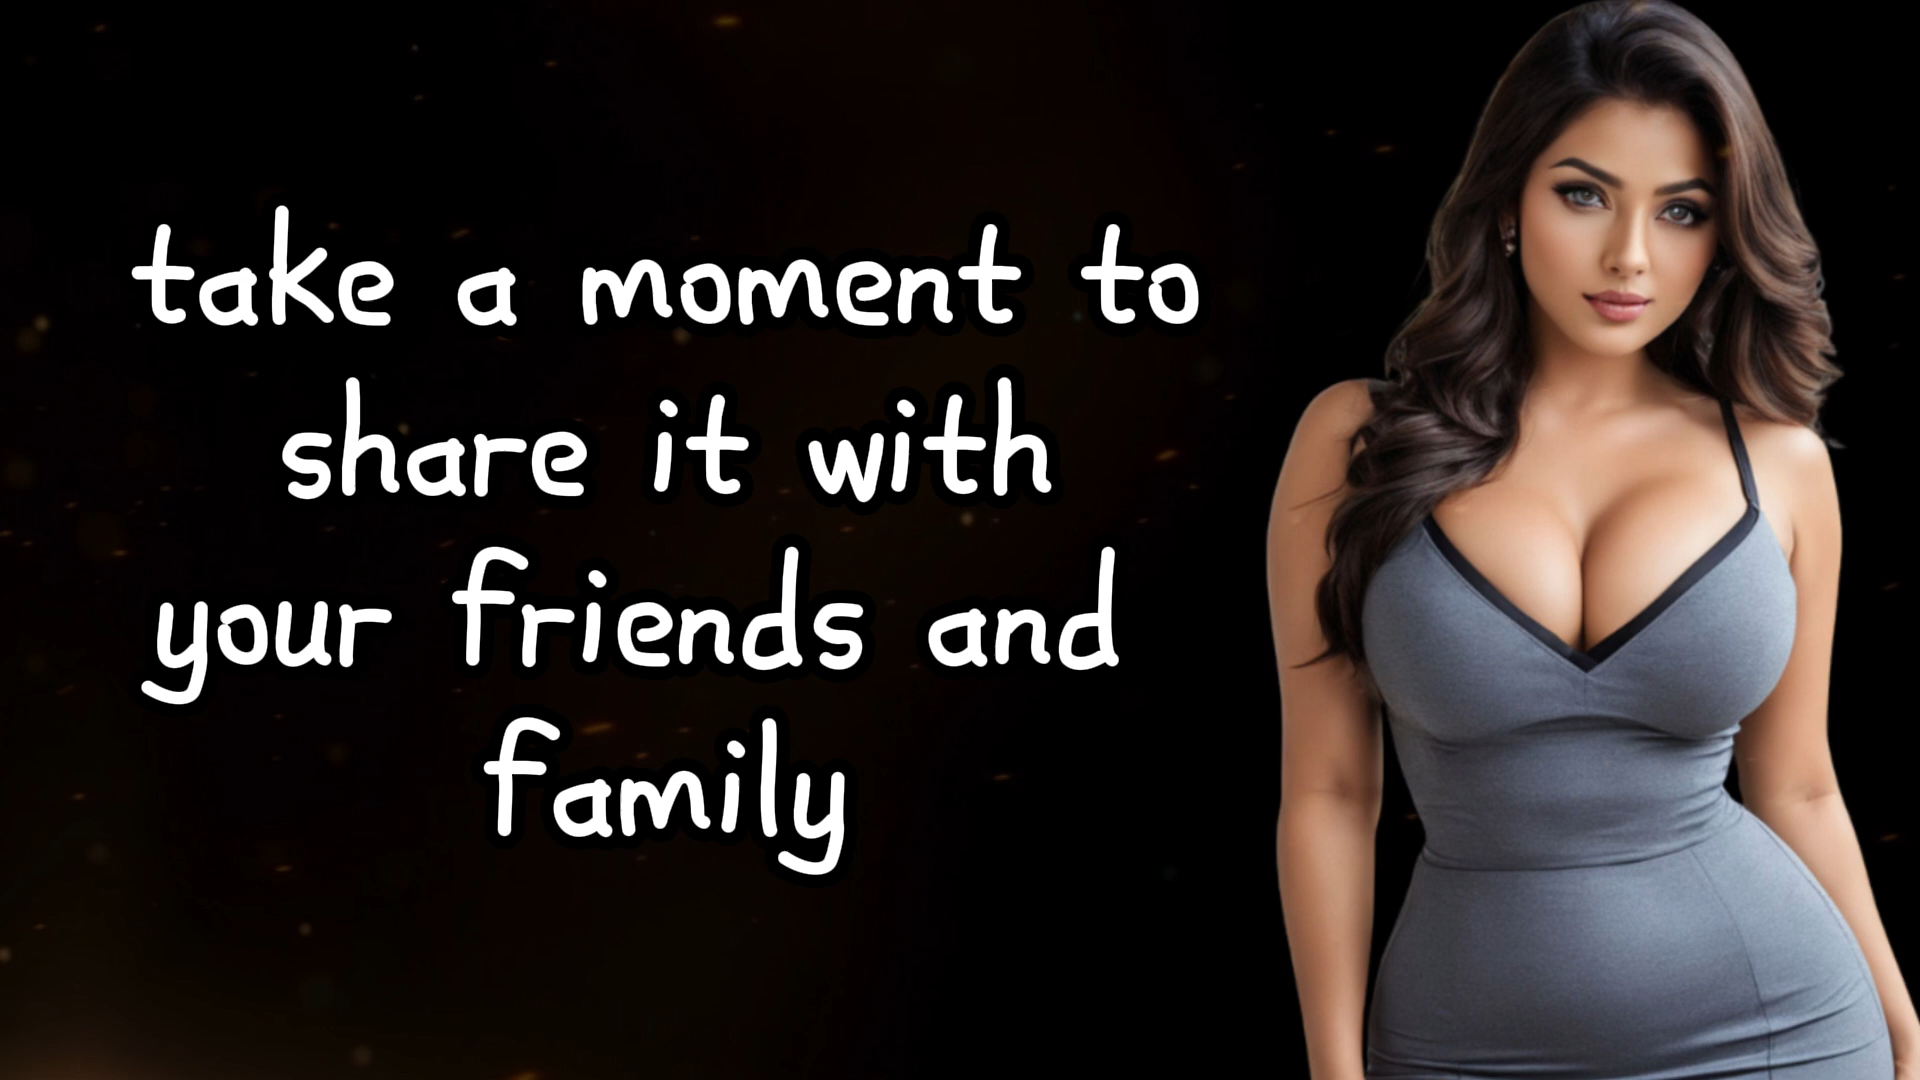 take a moment to
share it with
your friends and
family